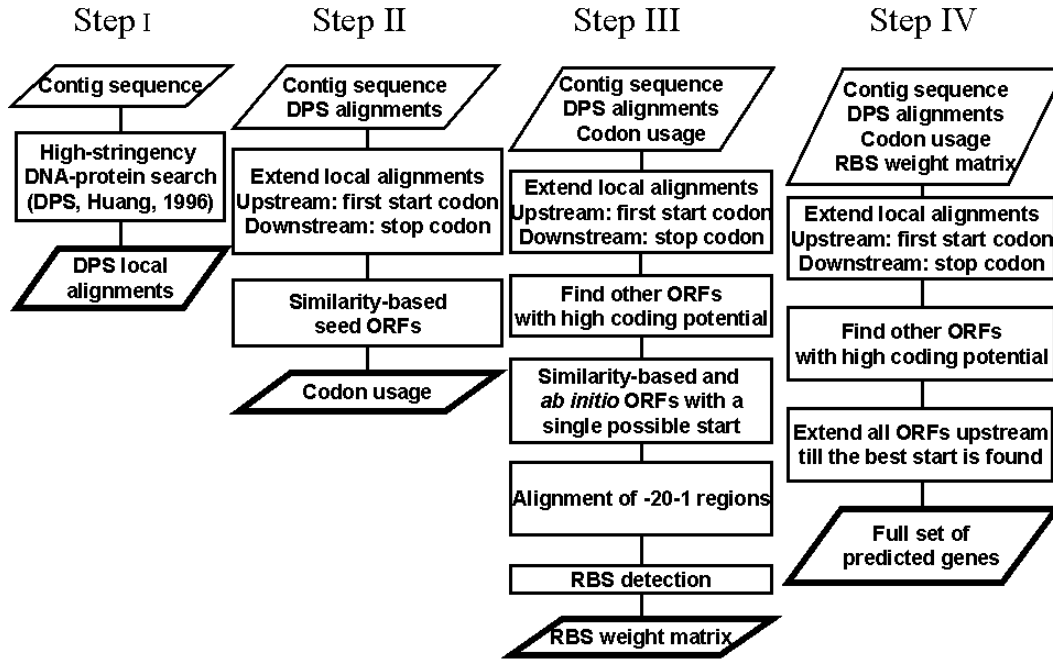 Step I
Contig sequence
High-stringency
DNA-protein search
(DPS, Huang, 1996)
DPS local
alignments
Step II
Contig sequence
DPS alignments
Extend local alignments
Upstream: first start codon
Downstream: stop codon
Similarity-based
seed ORFs
Codon usage
Step III
Contig sequence
DPS alignments
Codon usage
Extend local alignments
Upstream: first start codon
Downstream: stop codon
Find other ORFs
with high coding potential
Similarity-based and
ab initio ORFs with a
single possible start
Alignment of -20-1 regions
RBS detection
RBS weight matrix
Step IV
Contig sequence
DPS alignments
Codon usage
RBS weight matrix
Extend local alignments
Upstream: first start codon
Downstream: stop codon
Find other ORFs
with high coding potential
Extend all ORFs upstream
till the best start is found
Full set of
predicted genes